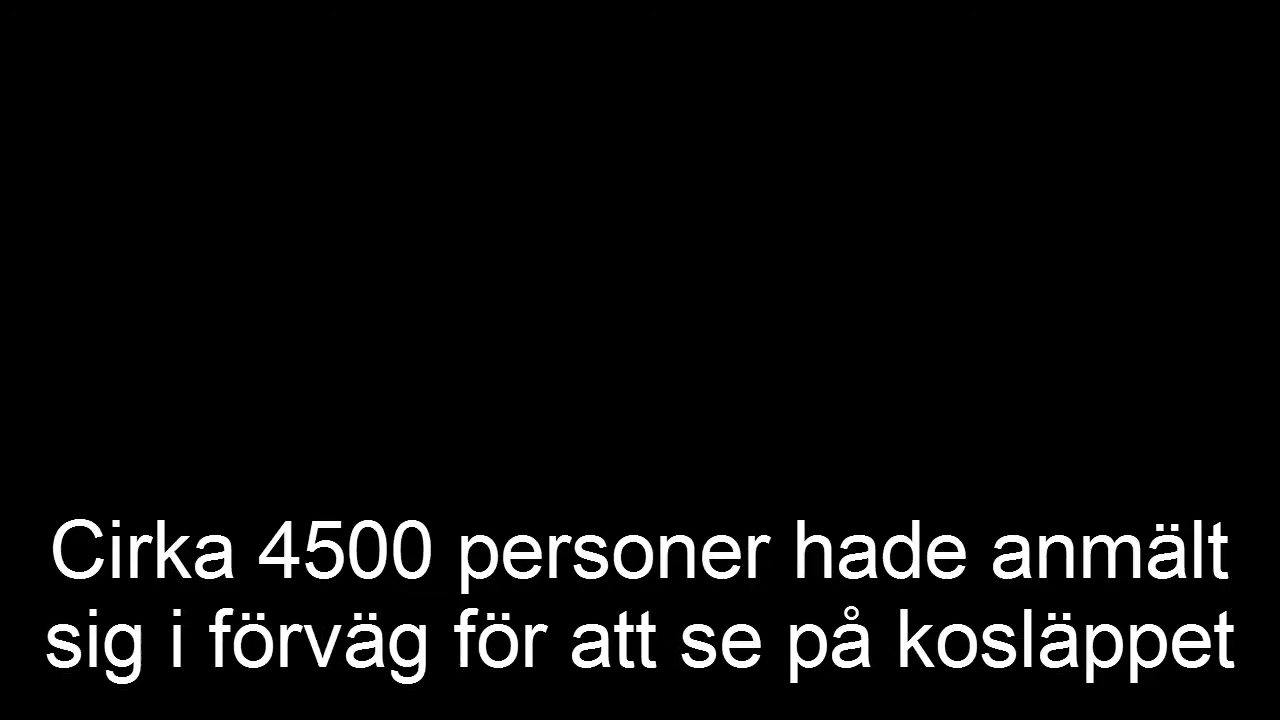 Cirka 4500 personer hade anmält
sig i förväg för att se på kosläppet